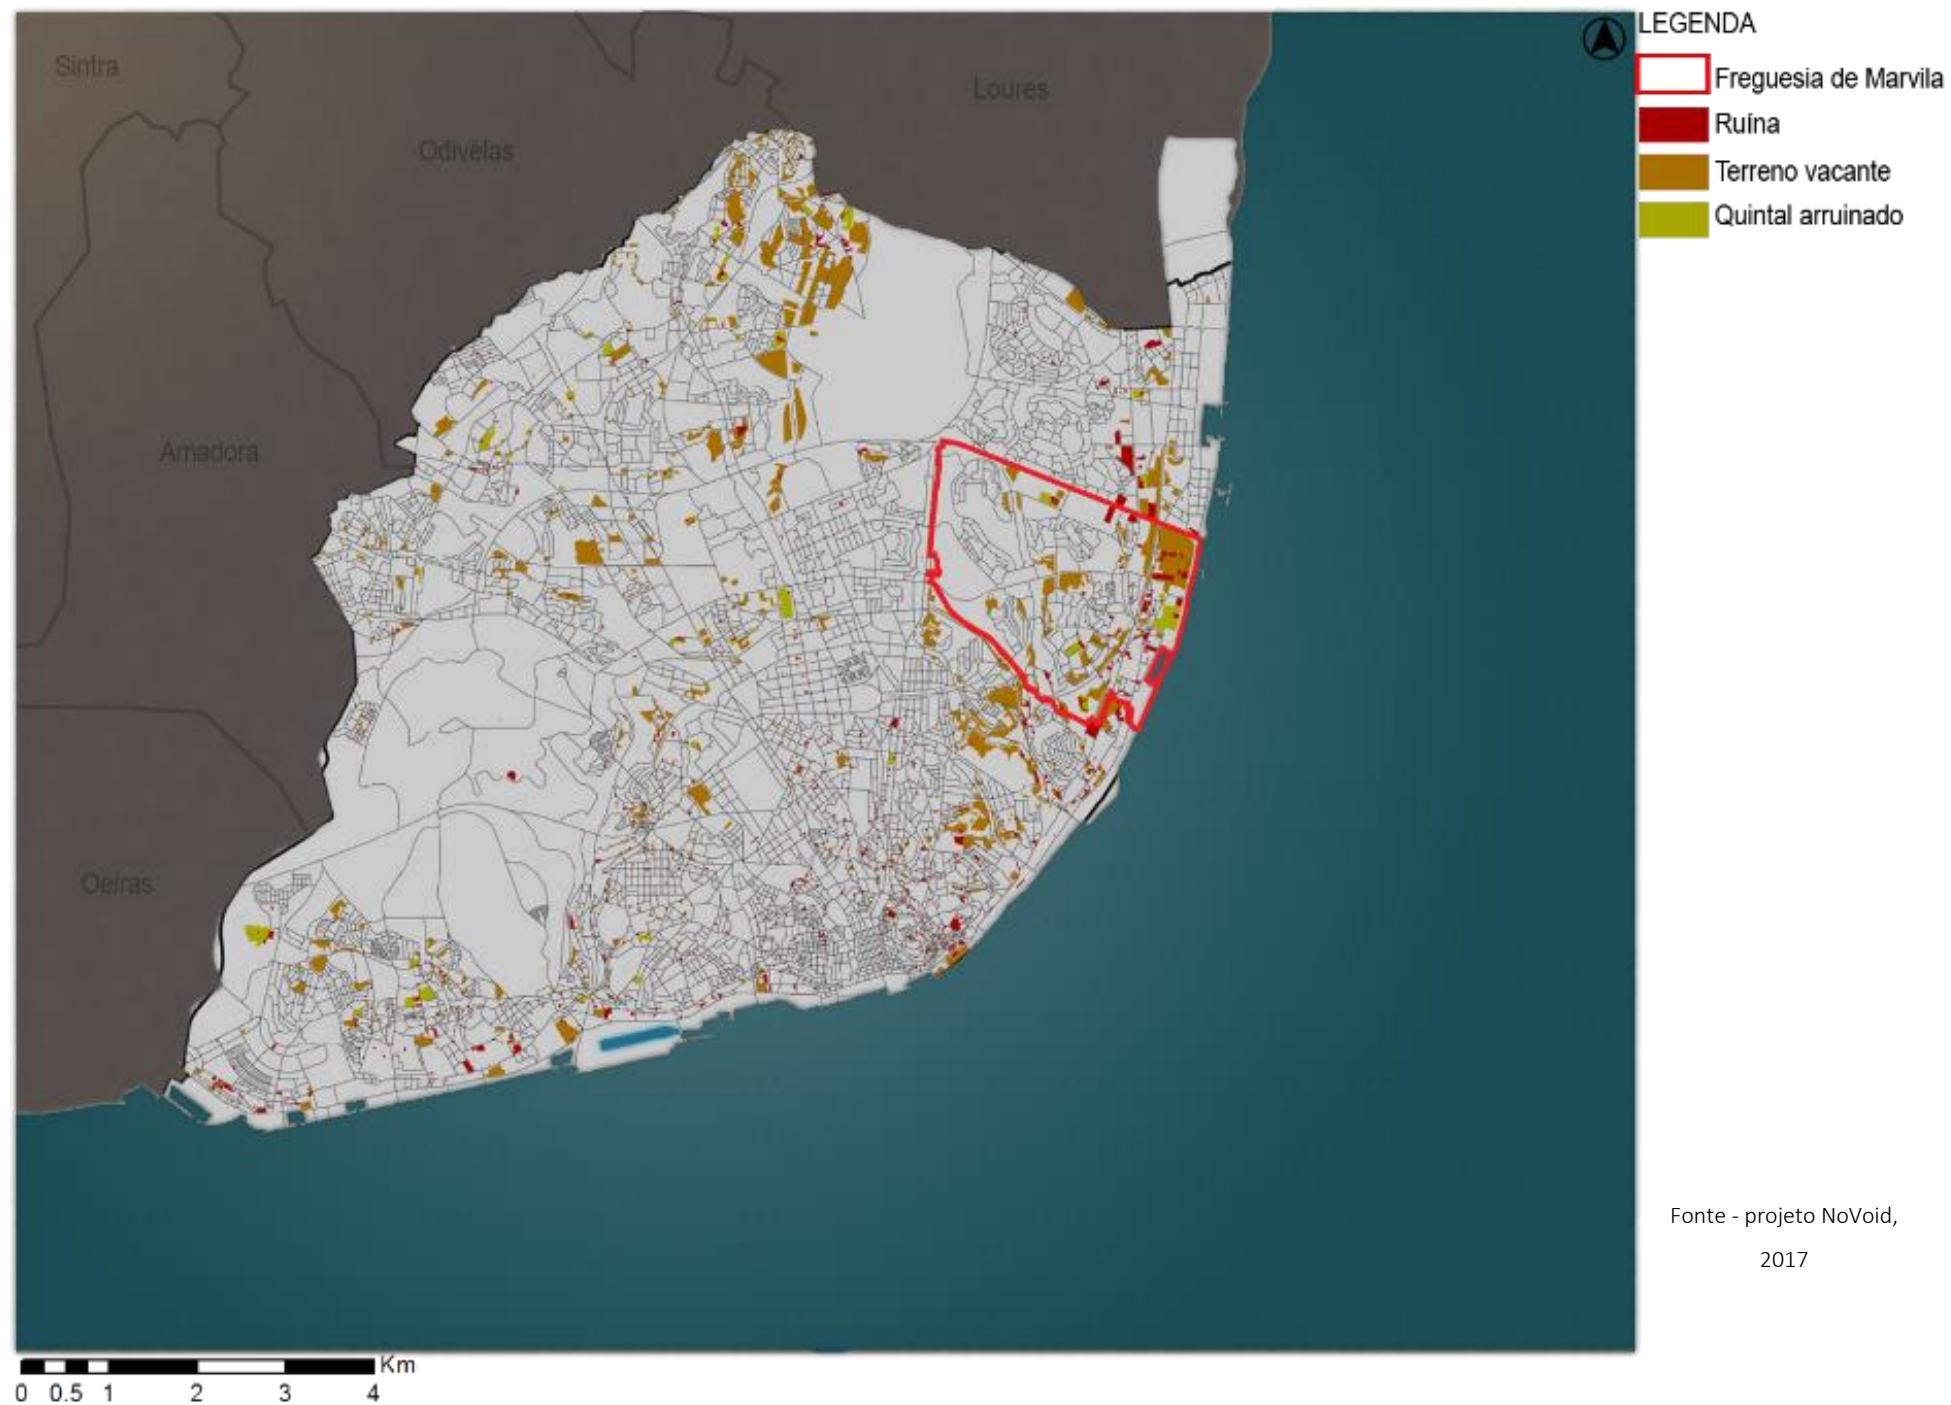 LEGENDA
Freguesia de Marvila
Ruína
Terreno vacante
Quintal arruinado
Sintra
Loures
Odivelas
Amadora
Oeiras
Fonte - projeto NoVoid,
2017
Km
0 0.5 1 2 3 4